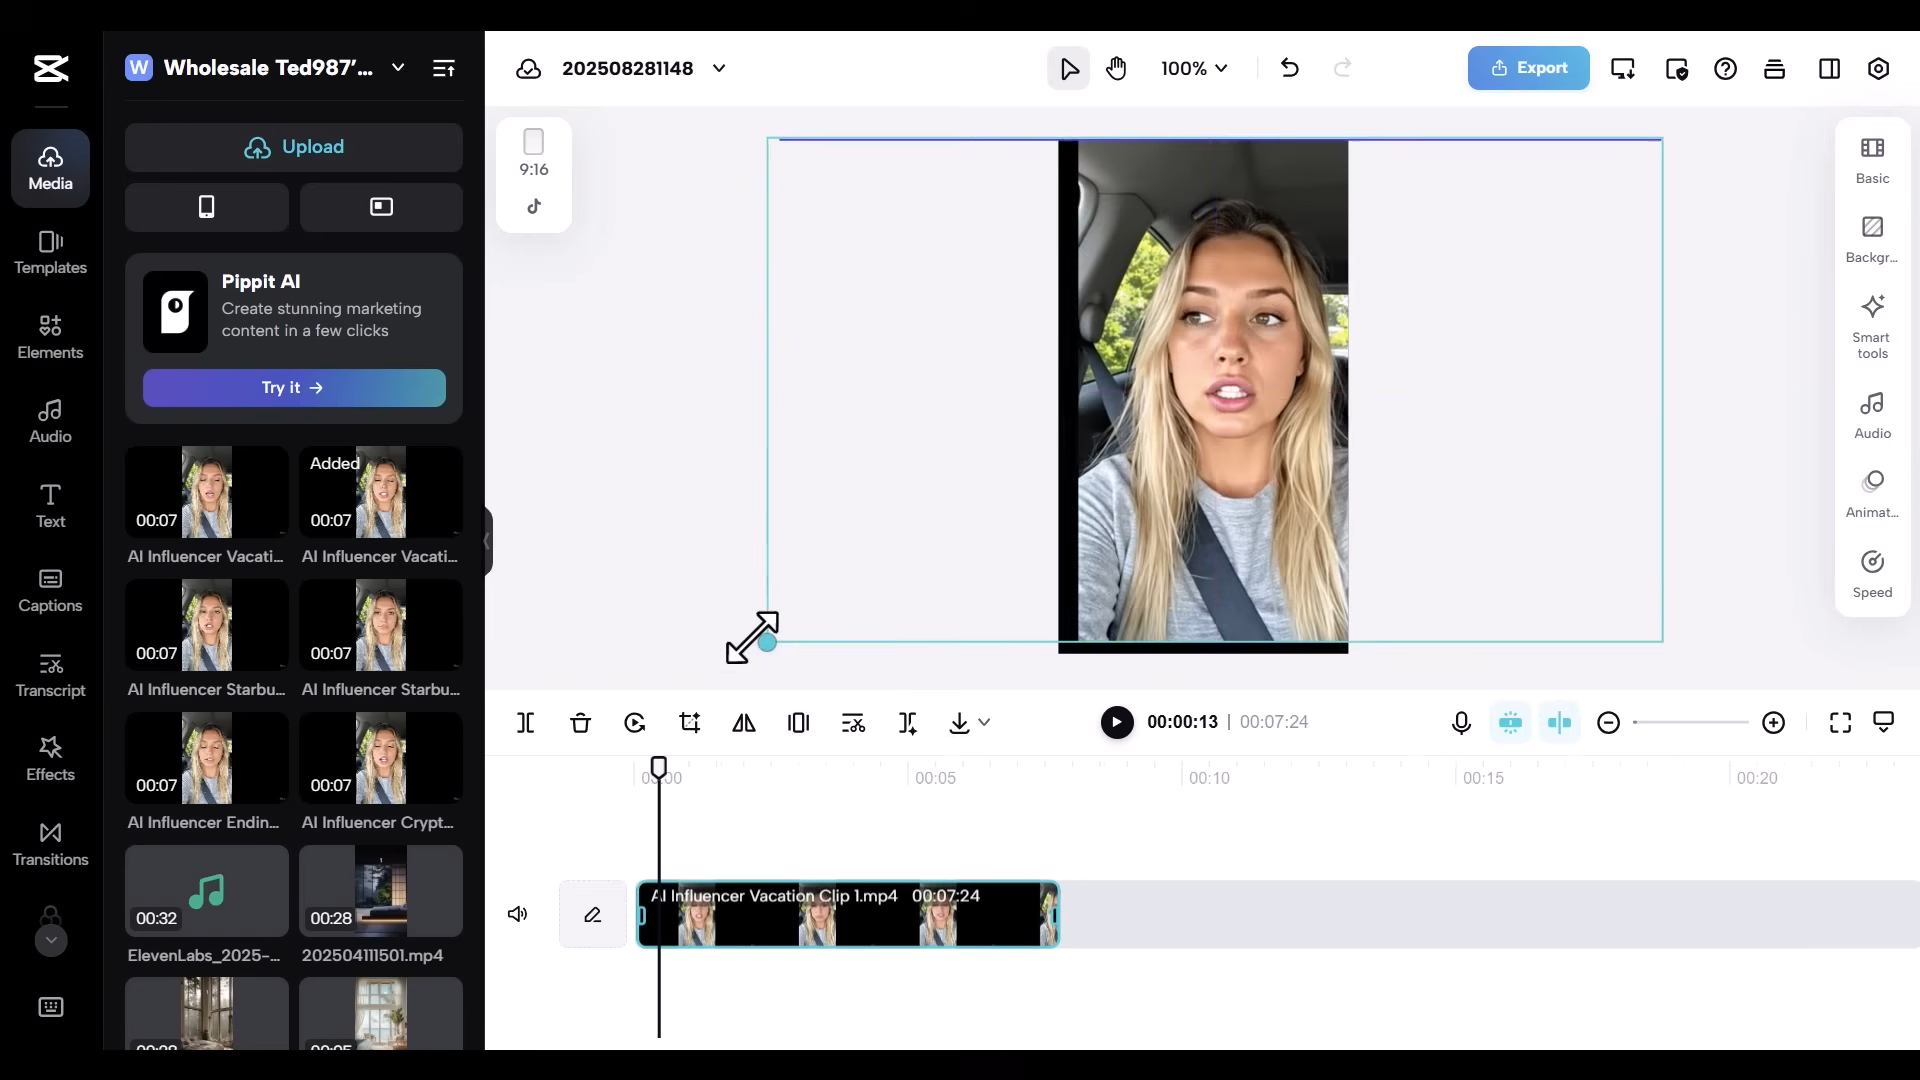 W Wholesale Ted987'...
202508281148
100%
Export
Upload
Media
Templates
Elements
Audio
Text
Captions
Transcript
Effects
Transitions
Pippit AI
Create stunning marketing
content in a few clicks
Try it →
00:07
AI Influencer Vacati...
Added
00:07
AI Influencer Vacati...
00:07
AI Influencer Starbu...
00:07
AI Influencer Starbu...
00:07
AI Influencer Endin...
00:07
AI Influencer Crypt...
00:32
ElevenLabs_2025-...
00:28
202504111501.mp4
9:16
Basic
Backgr...
Smart
tools
Audio
Animat...
Speed
00:00:13 | 00:07:24
00:00
00:05
00:10
00:15
00:20
AI Influencer Vacation Clip 1.mp4 00:07:24